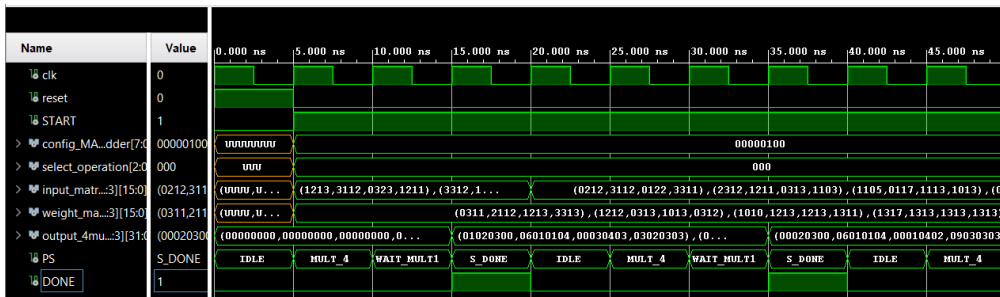 Name Value 0.000 ns 5.000 ns 10.000 ns 15.000 ns 20.000 ns 25.000 ns 30.000 ns 35.000 ns 40.000 ns 45.000 ns
clk 0
reset 0
START 1
config_MA...dder[7:0 00000100 UUUUUUUU 00000100
select_operation[2:0 000 UUU 000
input_matr...:3][15:0] (0212,311 (UUUU,U... (1213,3112,0323,1211),(3312,1... (0212,3112,0122,3311),(2312,1211,0313,1103),(1105,0117,1113,1013),(0
weight_ma...:3][15:0] (0311,211 (UUUU,U... (0311,2112,1213,3313),(1212,0313,1013,0312),(1010,1213,1213,1311),(1317,1313,1313,1313)
output_4mu...:3][31:0 (00020300 (00000000,00000000,00000000,0... (01020300,06010104,00030403,03020303),(0... (00020300,06010104,00010402,09030303
PS S_DONE IDLE MULT_4 WAIT_MULT1 S_DONE IDLE MULT_4 WAIT_MULT1 S_DONE IDLE MULT_4
DONE 1